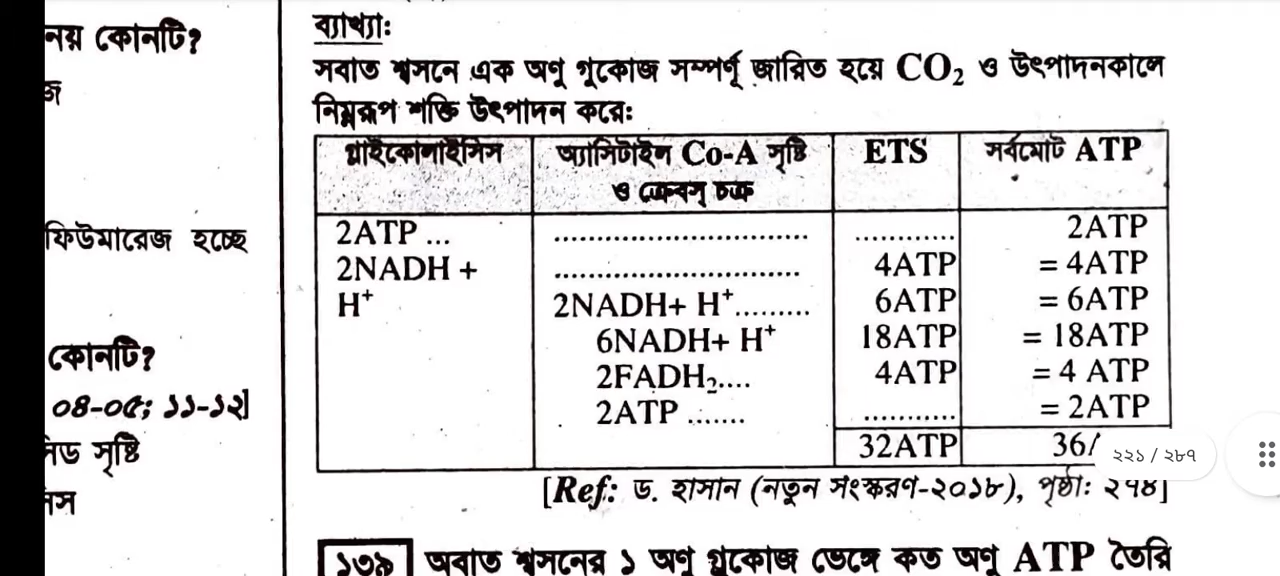 নয় কোনটি?
ফিউমারেজ হচ্ছে
কোনটি?
০৪-০৫; ১১-১২]
সৃষ্টি
ব্যাখ্যা:
সবাত শ্বসনে এক অণু গ্লুকোজ সম্পর্ণূ জারিত হয়ে CO₂ ও উৎপাদনকালে
নিম্নরূপ শক্তি উৎপাদন করে:
গ্লাইকোলাইসিস অ্যাসিটাইল Co-A সৃষ্টি ETS সর্বমোট ATP
ও ক্রেবস্ চক্র
2ATP ... ................................ ............ 2ATP
2NADH + ............................... 4ATP = 4ATP
H⁺ 2NADH+ H⁺......... 6ATP = 6ATP
6NADH+ H⁺ 18ATP = 18ATP
2FADH₂.... 4ATP = 4 ATP
2ATP ....... ........... = 2ATP
32ATP 36/
২২১ /২৮৭
[Ref: ড. হাসান (নতুন সংস্করণ-২০১৮), পৃষ্ঠা: ২৭৪]
১৩৯ অবাত শ্বসনের ১ অণু গ্লুকোজ ভেঙ্গে কত অণু ATP তৈরি